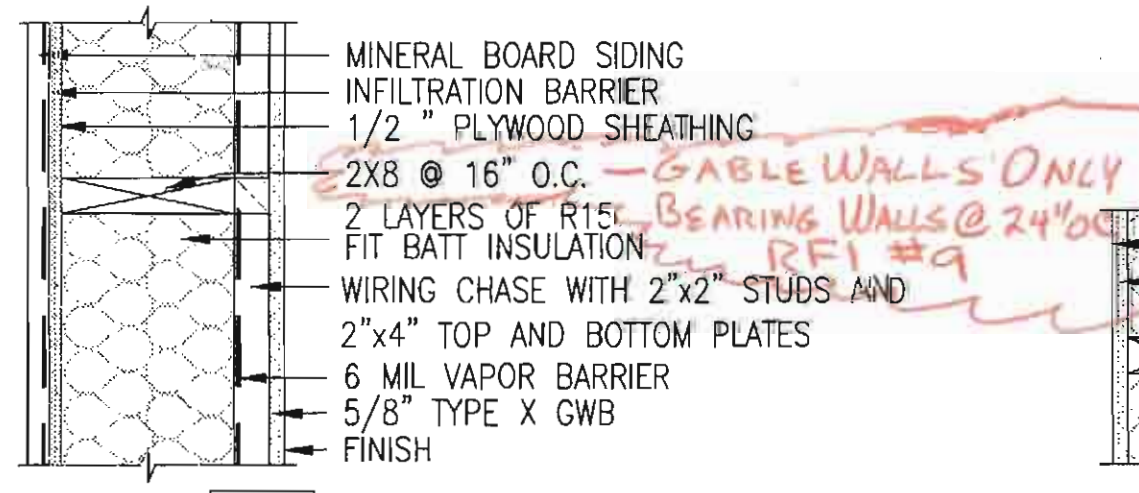 MINERAL BOARD SIDING
INFILTRATION BARRIER
1/2 " PLYWOOD SHEATHING
2X8 @ 16" O.C. — GABLE WALLS ONLY
2 LAYERS OF R15 BEARING WALLS @ 24" OC
FIT BATT INSULATION RFI #9
WIRING CHASE WITH 2"x2" STUDS AND
2"x4" TOP AND BOTTOM PLATES
6 MIL VAPOR BARRIER
5/8" TYPE X GWB
FINISH